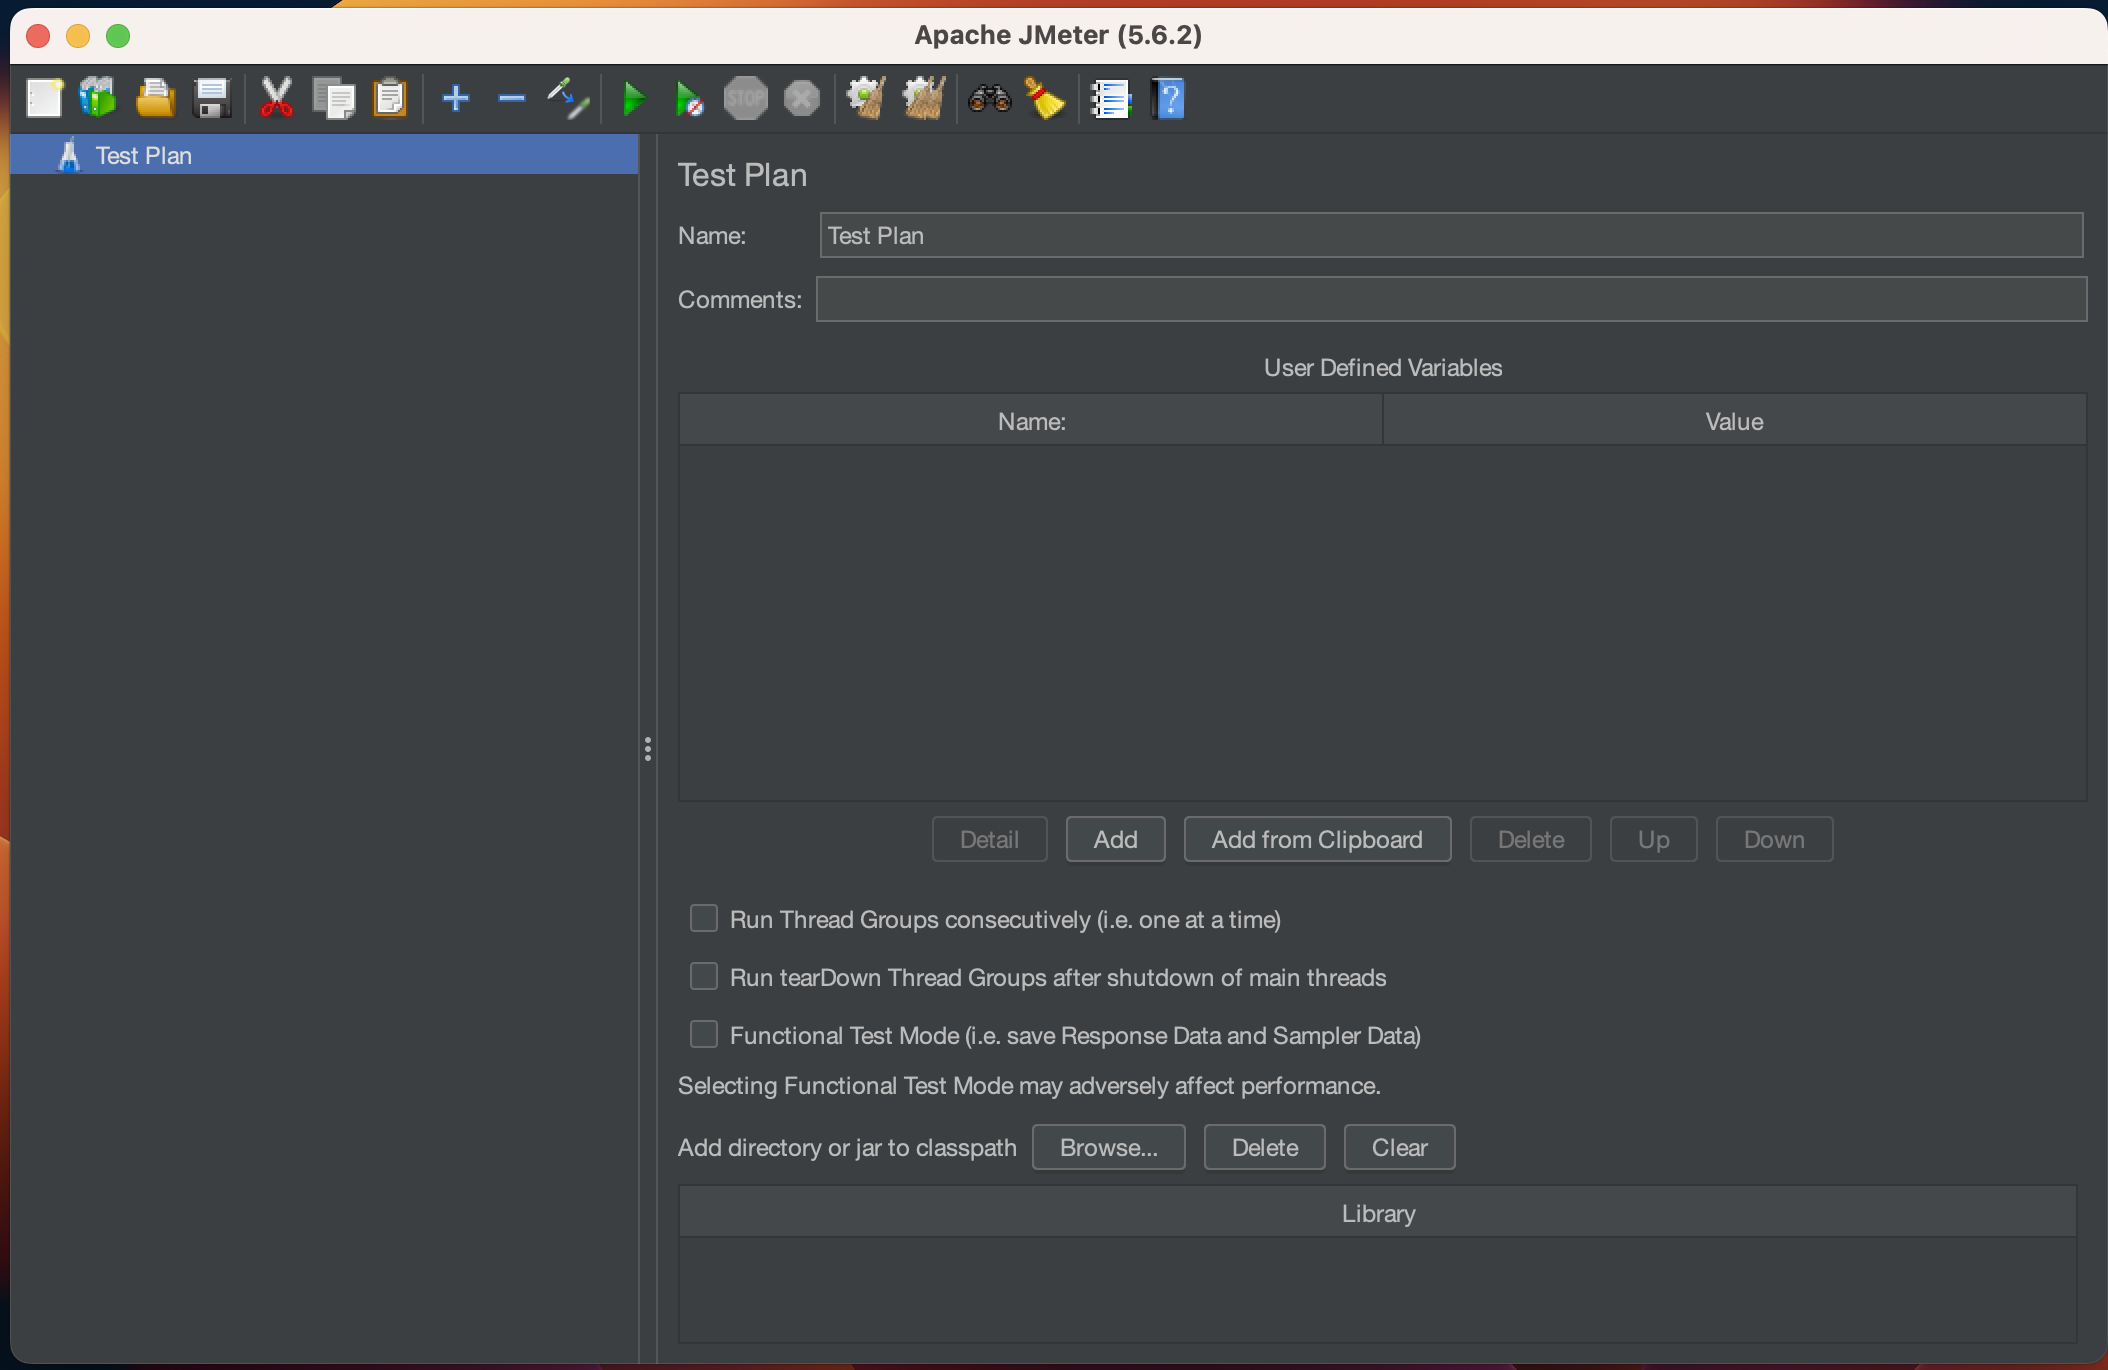 Apache JMeter (5.6.2)
STOP
Test Plan
Test Plan
Name: Test Plan
Comments:
User Defined Variables
Name: Value
Detail Add Add from Clipboard Delete Up Down
Run Thread Groups consecutively (i.e. one at a time)
Run tearDown Thread Groups after shutdown of main threads
Functional Test Mode (i.e. save Response Data and Sampler Data)
Selecting Functional Test Mode may adversely affect performance.
Add directory or jar to classpath Browse... Delete Clear
Library